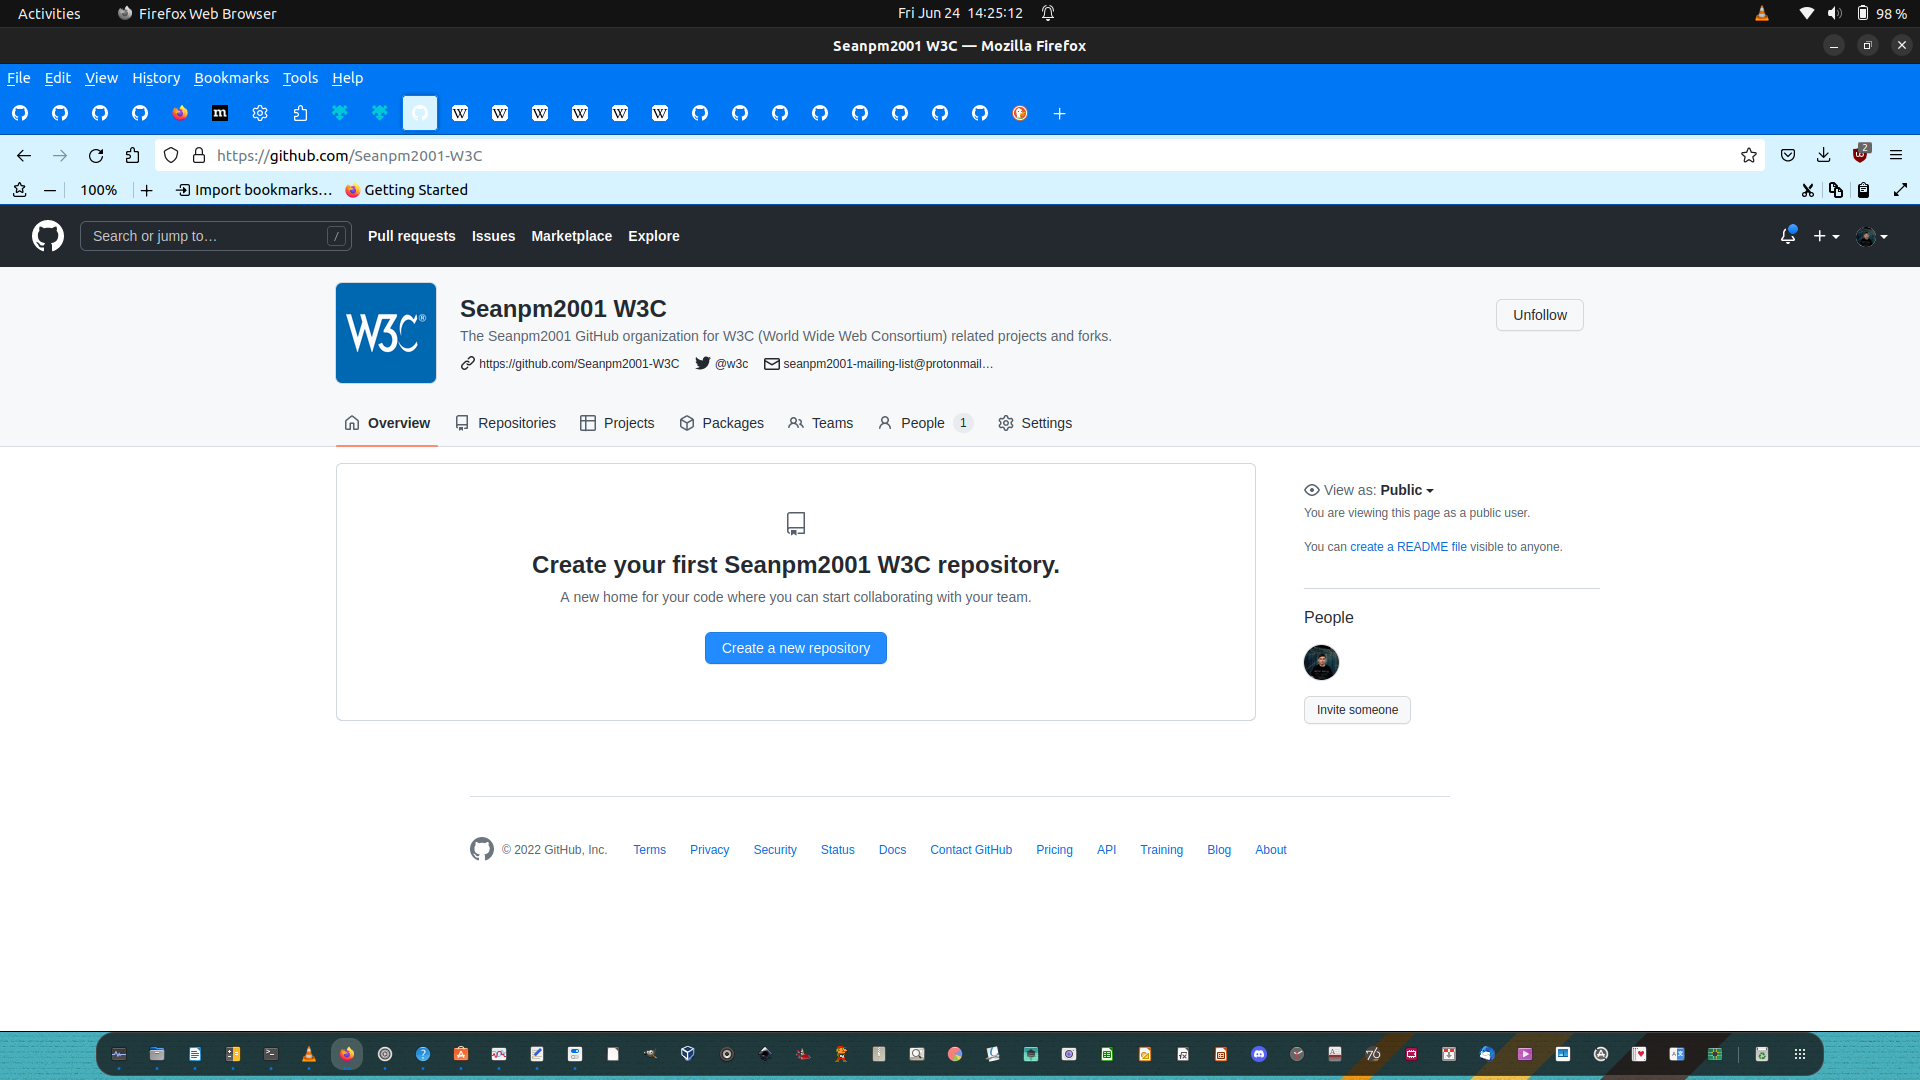 Activities Firefox Web Browser Fri Jun 24 14:25:12 98 %
Seanpm2001 W3C — Mozilla Firefox
File Edit View History Bookmarks Tools Help
https://github.com/Seanpm2001-W3C 2
100% Import bookmarks… Getting Started
Search or jump to… / Pull requests Issues Marketplace Explore
W3C®
Seanpm2001 W3C
Unfollow
The Seanpm2001 GitHub organization for W3C (World Wide Web Consortium) related projects and forks.
https://github.com/Seanpm2001-W3C @w3c seanpm2001-mailing-list@protonmail…
Overview Repositories Projects Packages Teams People 1 Settings
View as: Public
You are viewing this page as a public user.
You can create a README file visible to anyone.
Create your first Seanpm2001 W3C repository.
A new home for your code where you can start collaborating with your team.
Create a new repository
People
Invite someone
© 2022 GitHub, Inc. Terms Privacy Security Status Docs Contact GitHub Pricing API Training Blog About